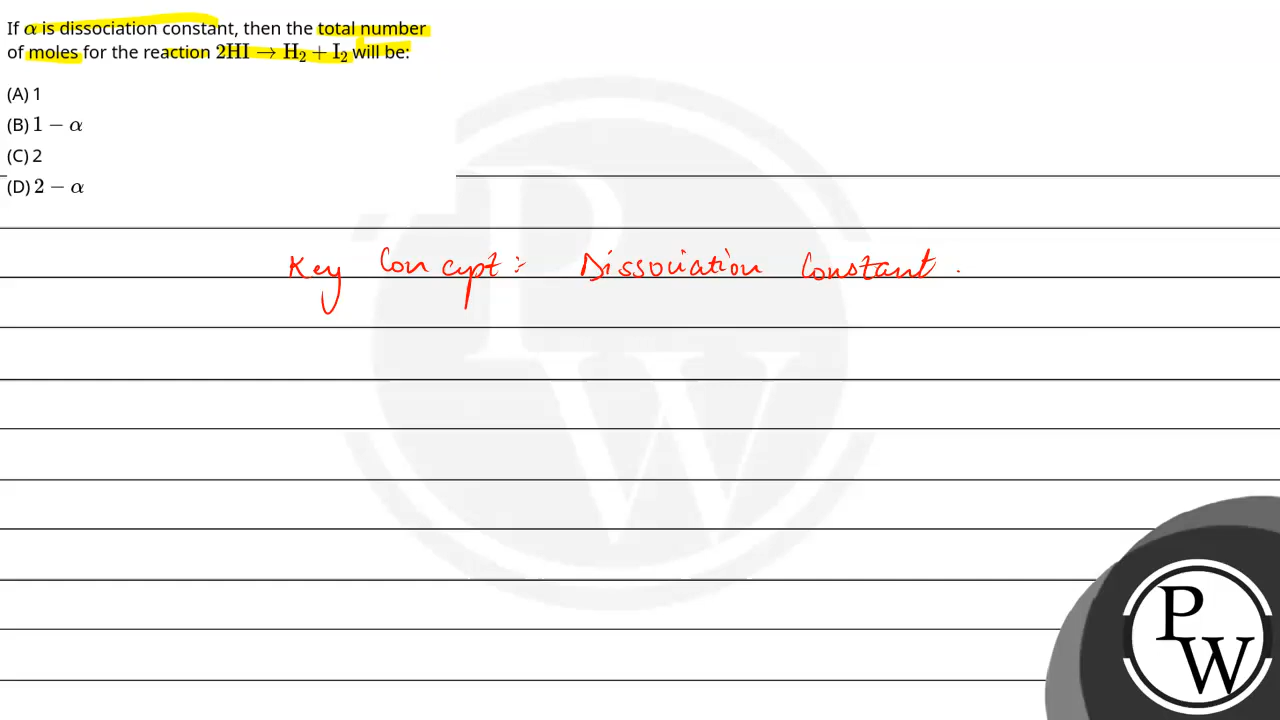 If α is dissociation constant, then the total number
of moles for the reaction 2HI → H₂ + I₂ will be:
(A) 1
(B) 1 − α
(C) 2
(D) 2 − α
Key Concept :- Dissociation Constant .
P
W
P
W